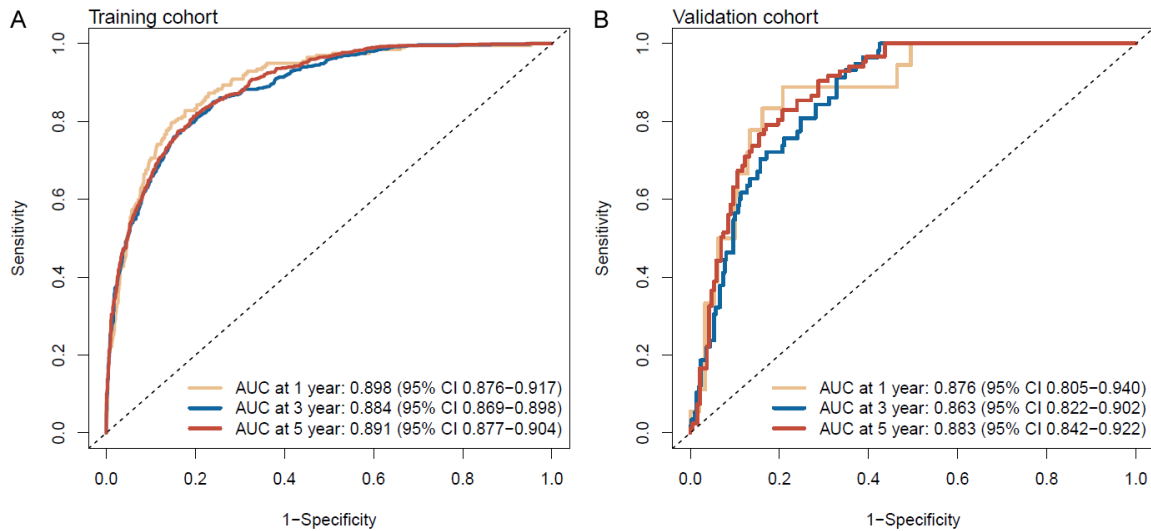 A
Training cohort
1.0
0.8
0.6
0.4
0.2
0.0
Sensitivity
AUC at 1 year: 0.898 (95% CI 0.876−0.917)
AUC at 3 year: 0.884 (95% CI 0.869−0.898)
AUC at 5 year: 0.891 (95% CI 0.877−0.904)
0.0 0.2 0.4 0.6 0.8 1.0
1−Specificity
B
Validation cohort
1.0
0.8
0.6
0.4
0.2
0.0
Sensitivity
AUC at 1 year: 0.876 (95% CI 0.805−0.940)
AUC at 3 year: 0.863 (95% CI 0.822−0.902)
AUC at 5 year: 0.883 (95% CI 0.842−0.922)
0.0 0.2 0.4 0.6 0.8 1.0
1−Specificity